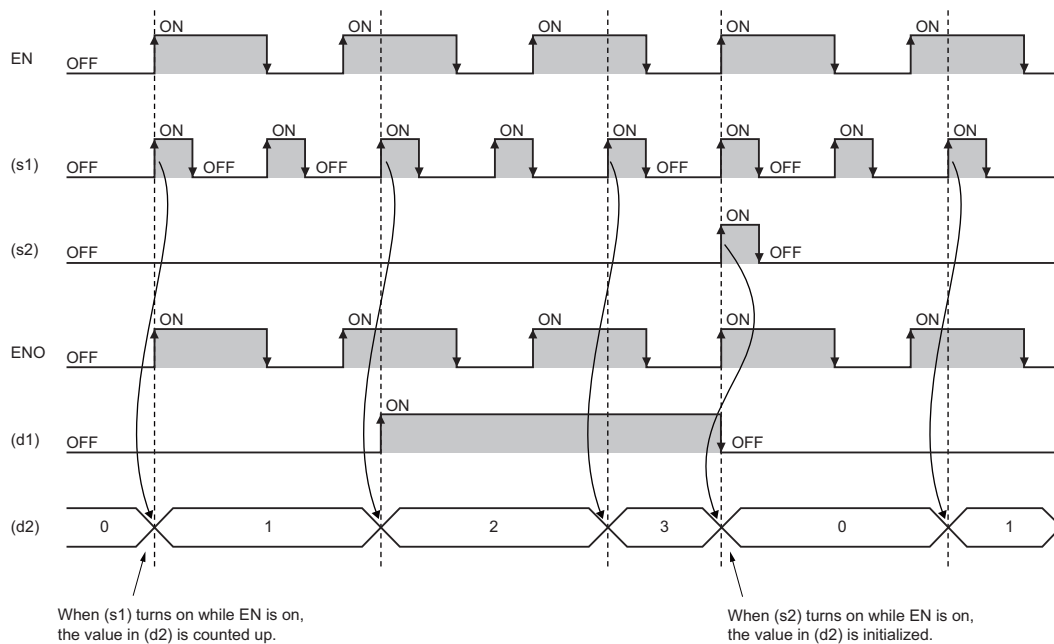 ON ON ON ON ON
EN OFF
ON ON ON ON ON ON ON ON
(s1) OFF OFF OFF OFF OFF
ON
(s2) OFF OFF
ON ON ON ON ON
ENO OFF
ON
(d1) OFF OFF
(d2) 0 1 2 3 0 1
When (s1) turns on while EN is on,
the value in (d2) is counted up.
When (s2) turns on while EN is on,
the value in (d2) is initialized.